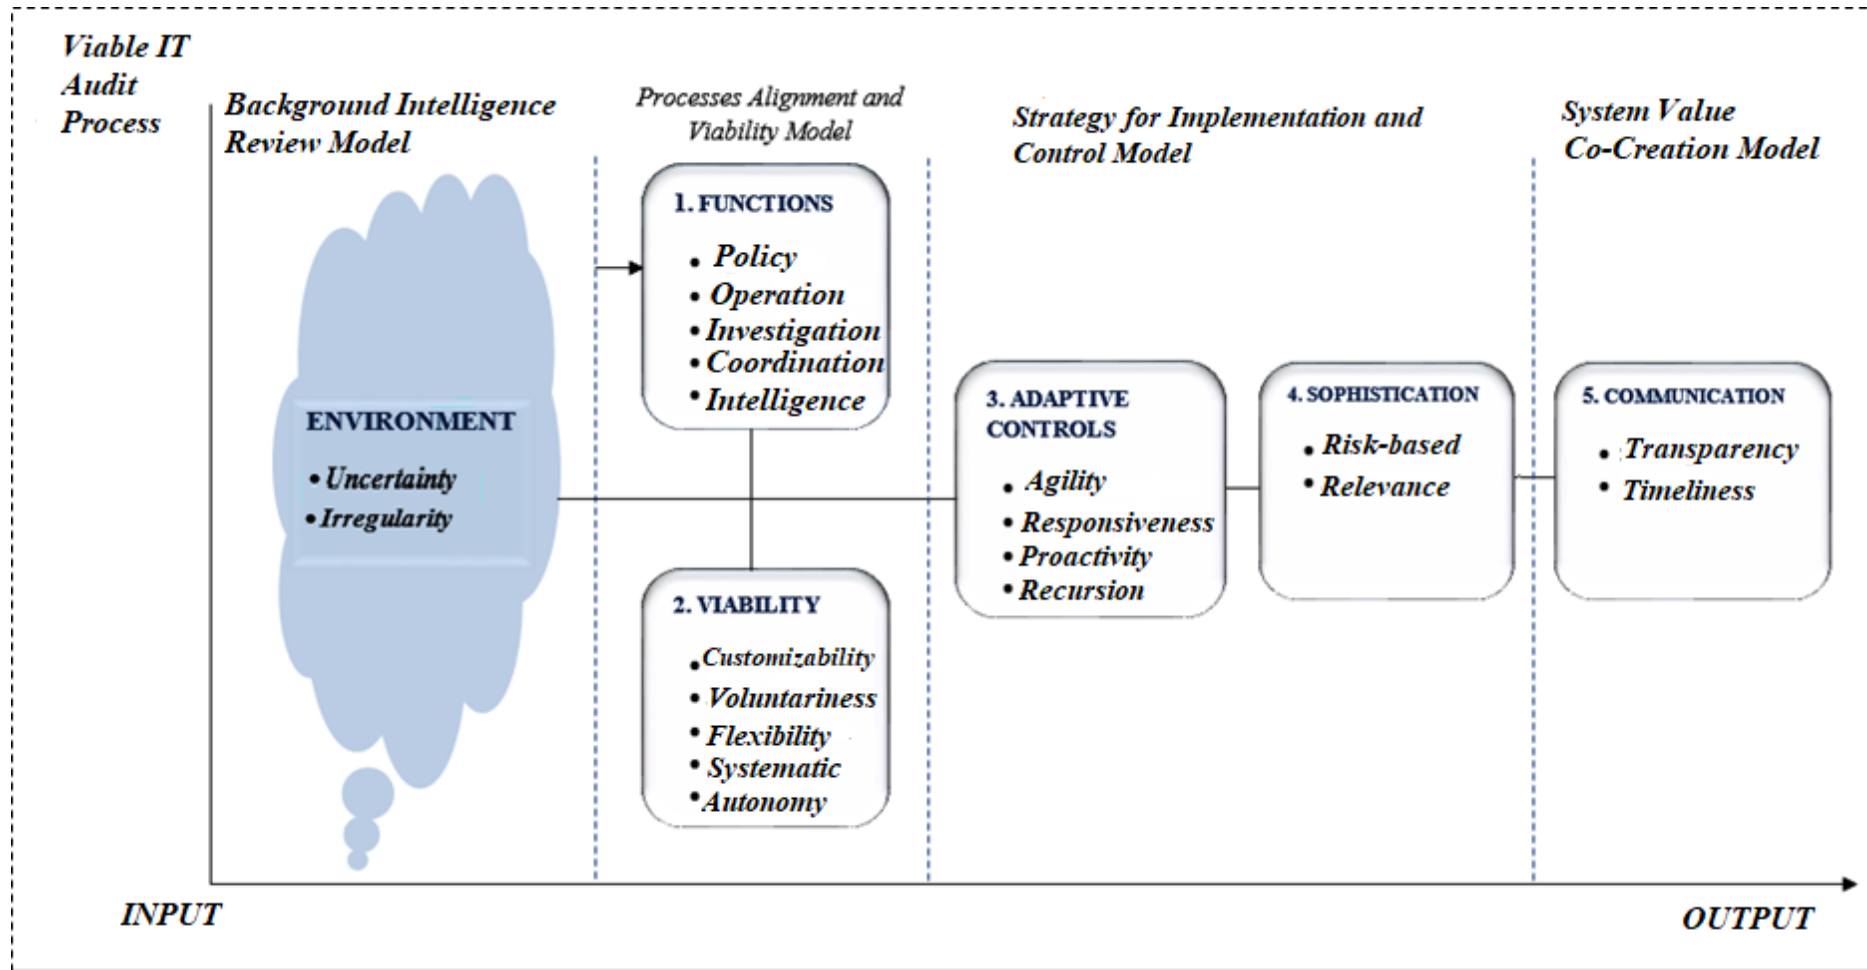 Viable IT
Audit
Process
Background Intelligence
Review Model
Processes Alignment and
Viability Model
Strategy for Implementation and
Control Model
System Value
Co-Creation Model
ENVIRONMENT
• Uncertainty
• Irregularity
1. FUNCTIONS
• Policy
• Operation
• Investigation
• Coordination
• Intelligence
2. VIABILITY
• Customizability
• Voluntariness
• Flexibility
• Systematic
• Autonomy
3. ADAPTIVE
CONTROLS
• Agility
• Responsiveness
• Proactivity
• Recursion
4. SOPHISTICATION
• Risk-based
• Relevance
5. COMMUNICATION
• Transparency
• Timeliness
INPUT
OUTPUT